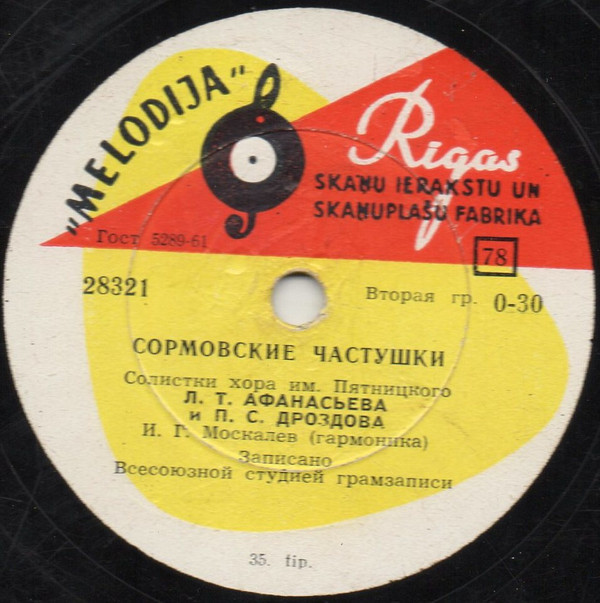 „MELODIJA”
Rigas
SKAŅU IERAKSTU UN
SKAŅUPLAŠU FABRIKA
Гост 5289-61
78
28321
Вторая гр. 0-30
СОРМОВСКИЕ ЧАСТУШКИ
Солистки хора им. Пятницкого
Л. Т. АФАНАСЬЕВА
и П. С. ДРОЗДОВА
И. Г. Москалев (гармоника)
Записано
Всесоюзной студией грамзаписи
35. tip.